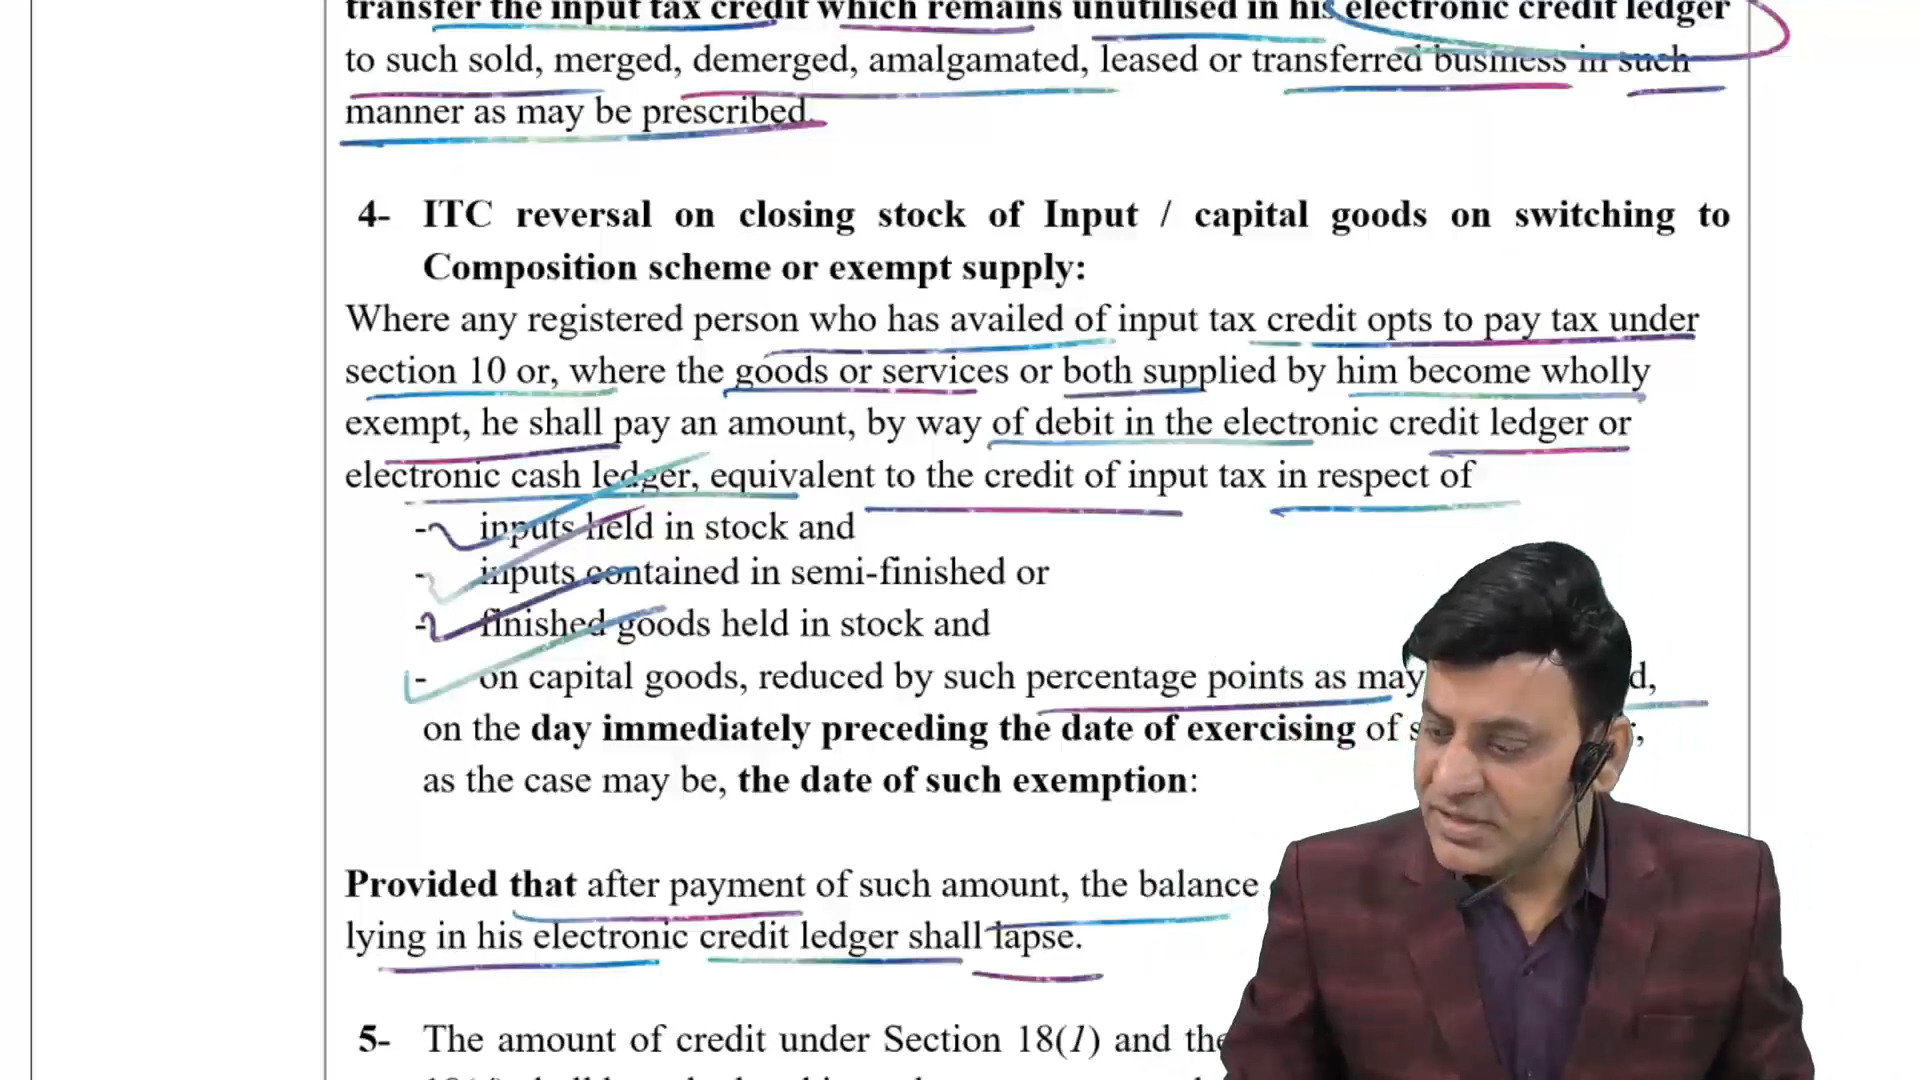 transfer the input tax credit which remains unutilised in his electronic credit ledger
to such sold, merged, demerged, amalgamated, leased or transferred business in such
manner as may be prescribed.
4- ITC reversal on closing stock of Input / capital goods on switching to
Composition scheme or exempt supply:
Where any registered person who has availed of input tax credit opts to pay tax under
section 10 or, where the goods or services or both supplied by him become wholly
exempt, he shall pay an amount, by way of debit in the electronic credit ledger or
electronic cash ledger, equivalent to the credit of input tax in respect of
- inputs held in stock and
- inputs contained in semi-finished or
- finished goods held in stock and
- on capital goods, reduced by such percentage points as may
on the day immediately preceding the date of exercising of
as the case may be, the date of such exemption:
Provided that after payment of such amount, the balance
lying in his electronic credit ledger shall lapse.
5- The amount of credit under Section 18(1) and the